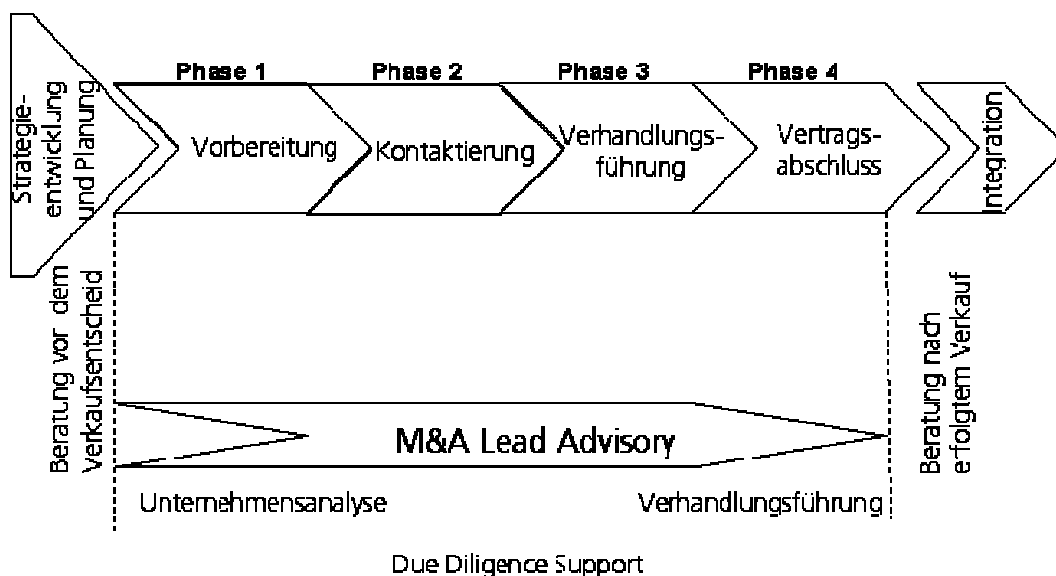 Phase 1
Phase 2
Phase 3
Phase 4
Strategie-
entwicklung
und Planung
Vorbereitung
Kontaktierung
Verhandlungs-
führung
Vertrags-
abschluss
Integration
Beratung vor dem
Verkaufsentscheid
M&A Lead Advisory
Beratung nach
erfolgtem Verkauf
Unternehmensanalyse
Verhandlungsführung
Due Diligence Support